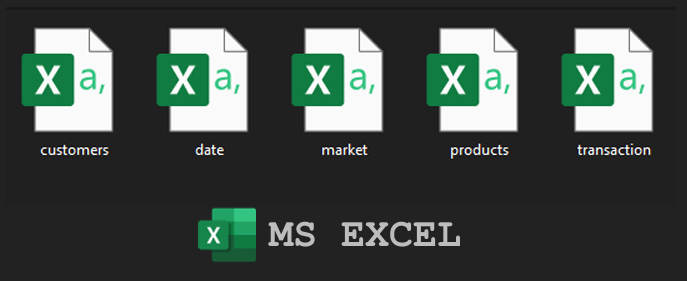 X a, X a, X a, X a, X a,
customers date market products transaction
X MS EXCEL